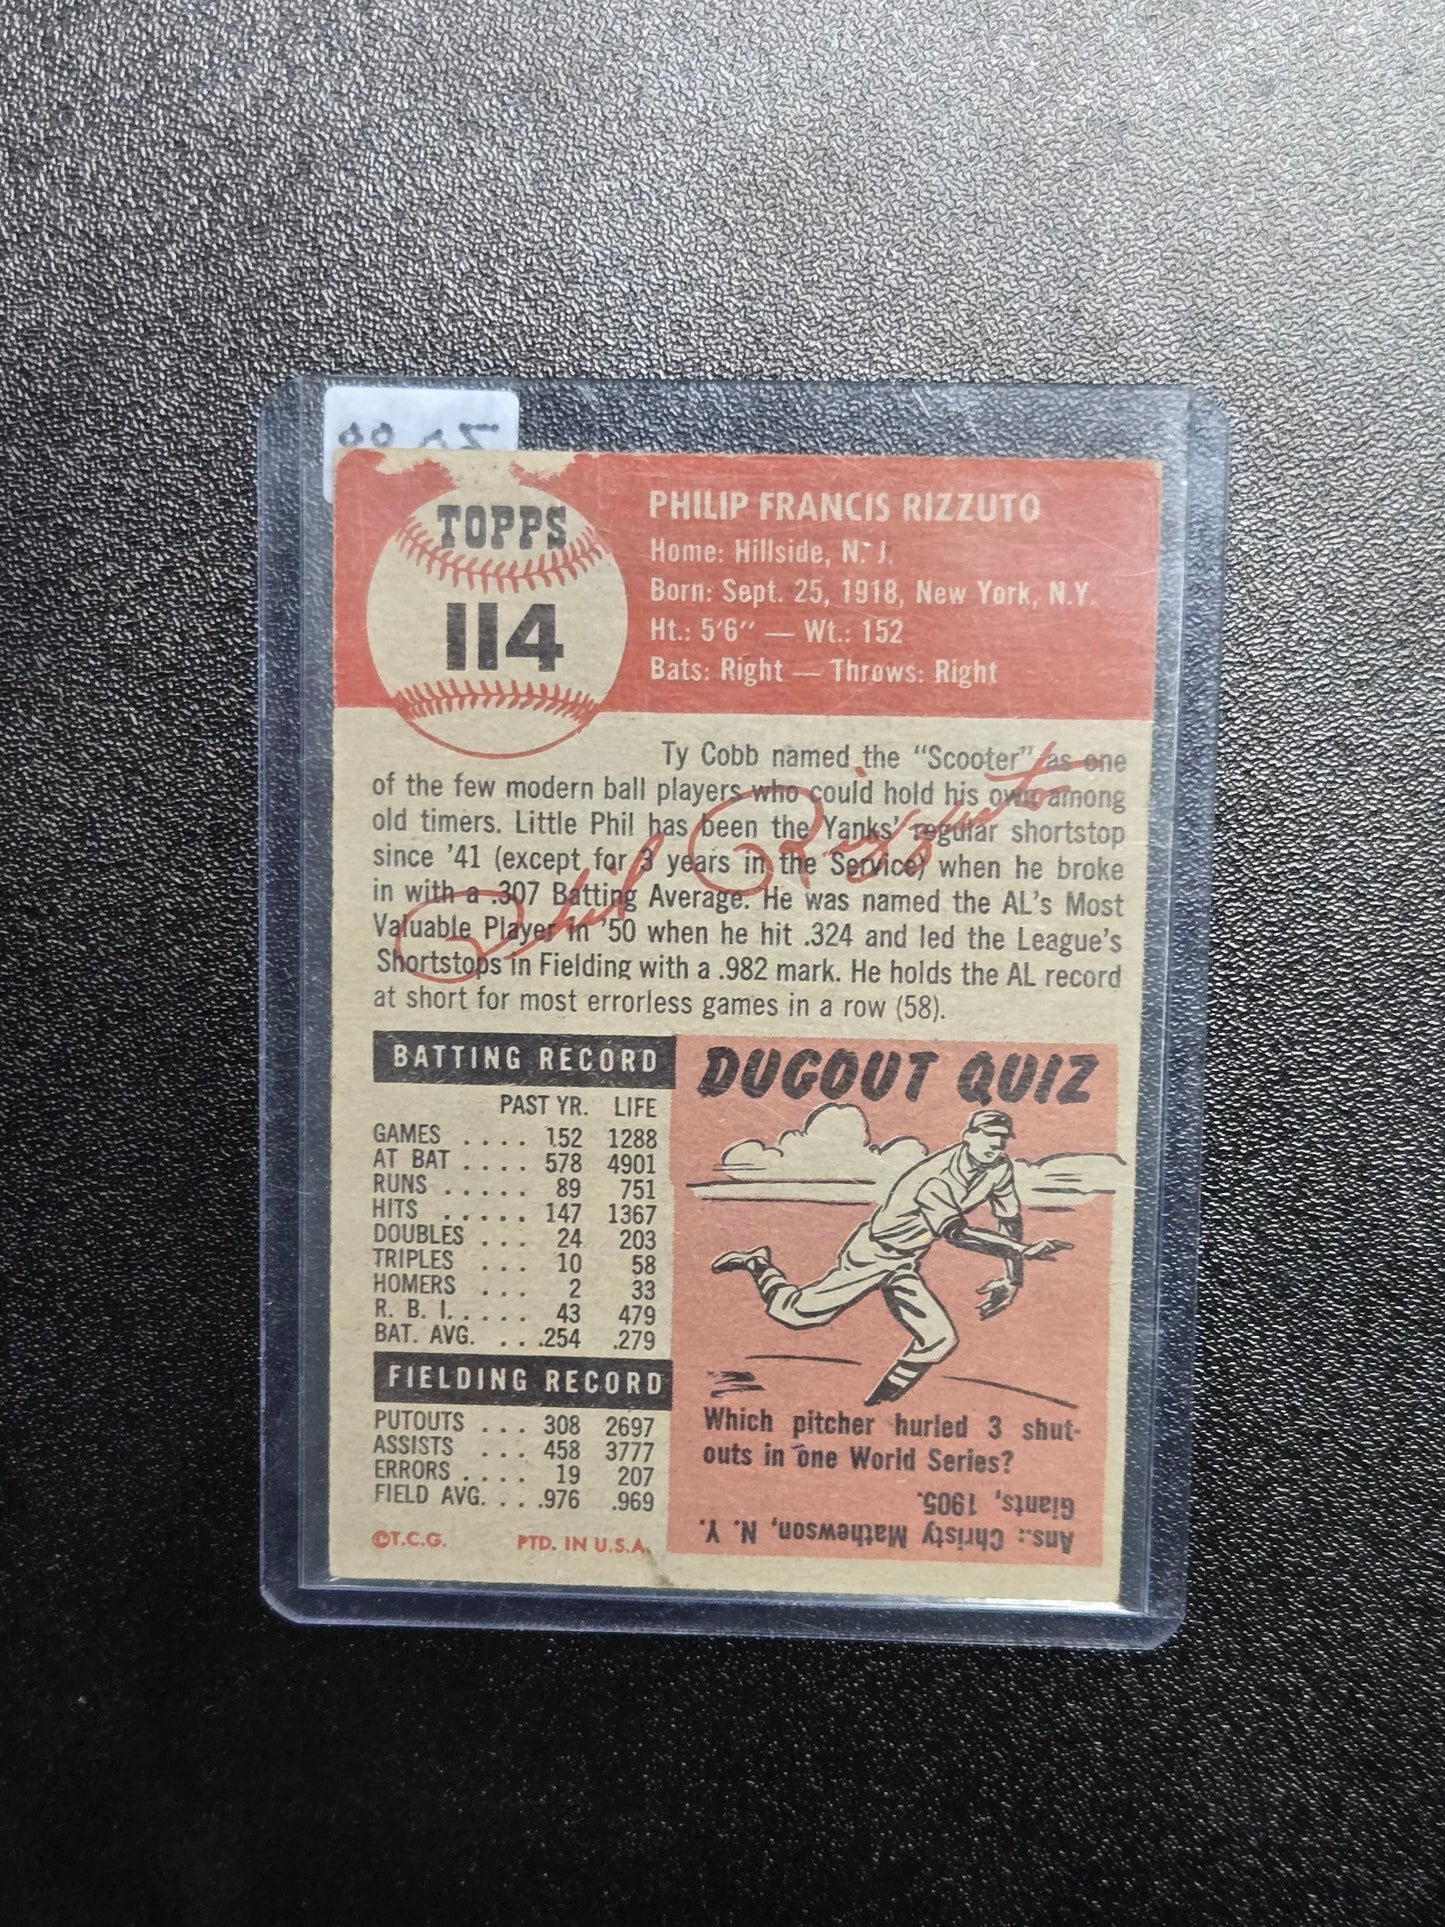 TOPPS
114
PHILIP FRANCIS RIZZUTO
Home: Hillside, N. J.
Born: Sept. 25, 1918, New York, N.Y.
Ht.: 5'6" — Wt.: 152
Bats: Right — Throws: Right
Ty Cobb named the "Scooter" as one
of the few modern ball players who could hold his own among
old timers. Little Phil has been the Yanks' regular shortstop
since '41 (except for 3 years in the Service) when he broke
in with a .307 Batting Average. He was named the AL's Most
Valuable Player in '50 when he hit .324 and led the League's
Shortstops in Fielding with a .982 mark. He holds the AL record
at short for most errorless games in a row (58).
Phil Rizzuto
BATTING RECORD
PAST YR. LIFE
GAMES .... 152 1288
AT BAT .... 578 4901
RUNS ..... 89 751
HITS ..... 147 1367
DOUBLES ... 24 203
TRIPLES ... 10 58
HOMERS ... 2 33
R. B. I..... 43 479
BAT. AVG. ...254 .279
FIELDING RECORD
PUTOUTS ... 308 2697
ASSISTS ... 458 3777
ERRORS .... 19 207
FIELD AVG. ...976 .969
©T.C.G. PTD. IN U.S.A.
DUGOUT QUIZ
Which pitcher hurled 3 shut-
outs in one World Series?
Ans.: Christy Mathewson, N. Y.
Giants, 1905.